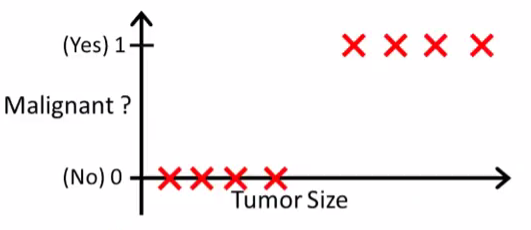 (Yes) 1
Malignant ?
(No) 0
Tumor Size